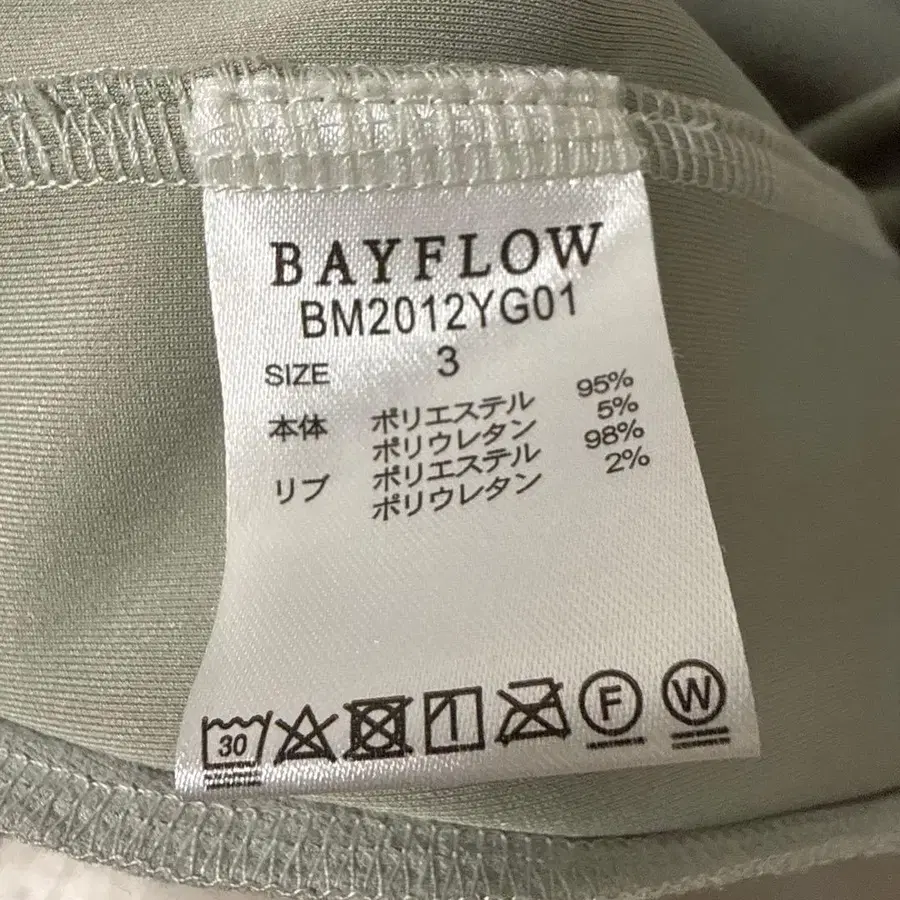 BAYFLOW
BM2012YG01
SIZE 3
本体 ポリエステル 95%
ポリウレタン 5%
リブ ポリエステル 98%
ポリウレタン 2%
30
F
W